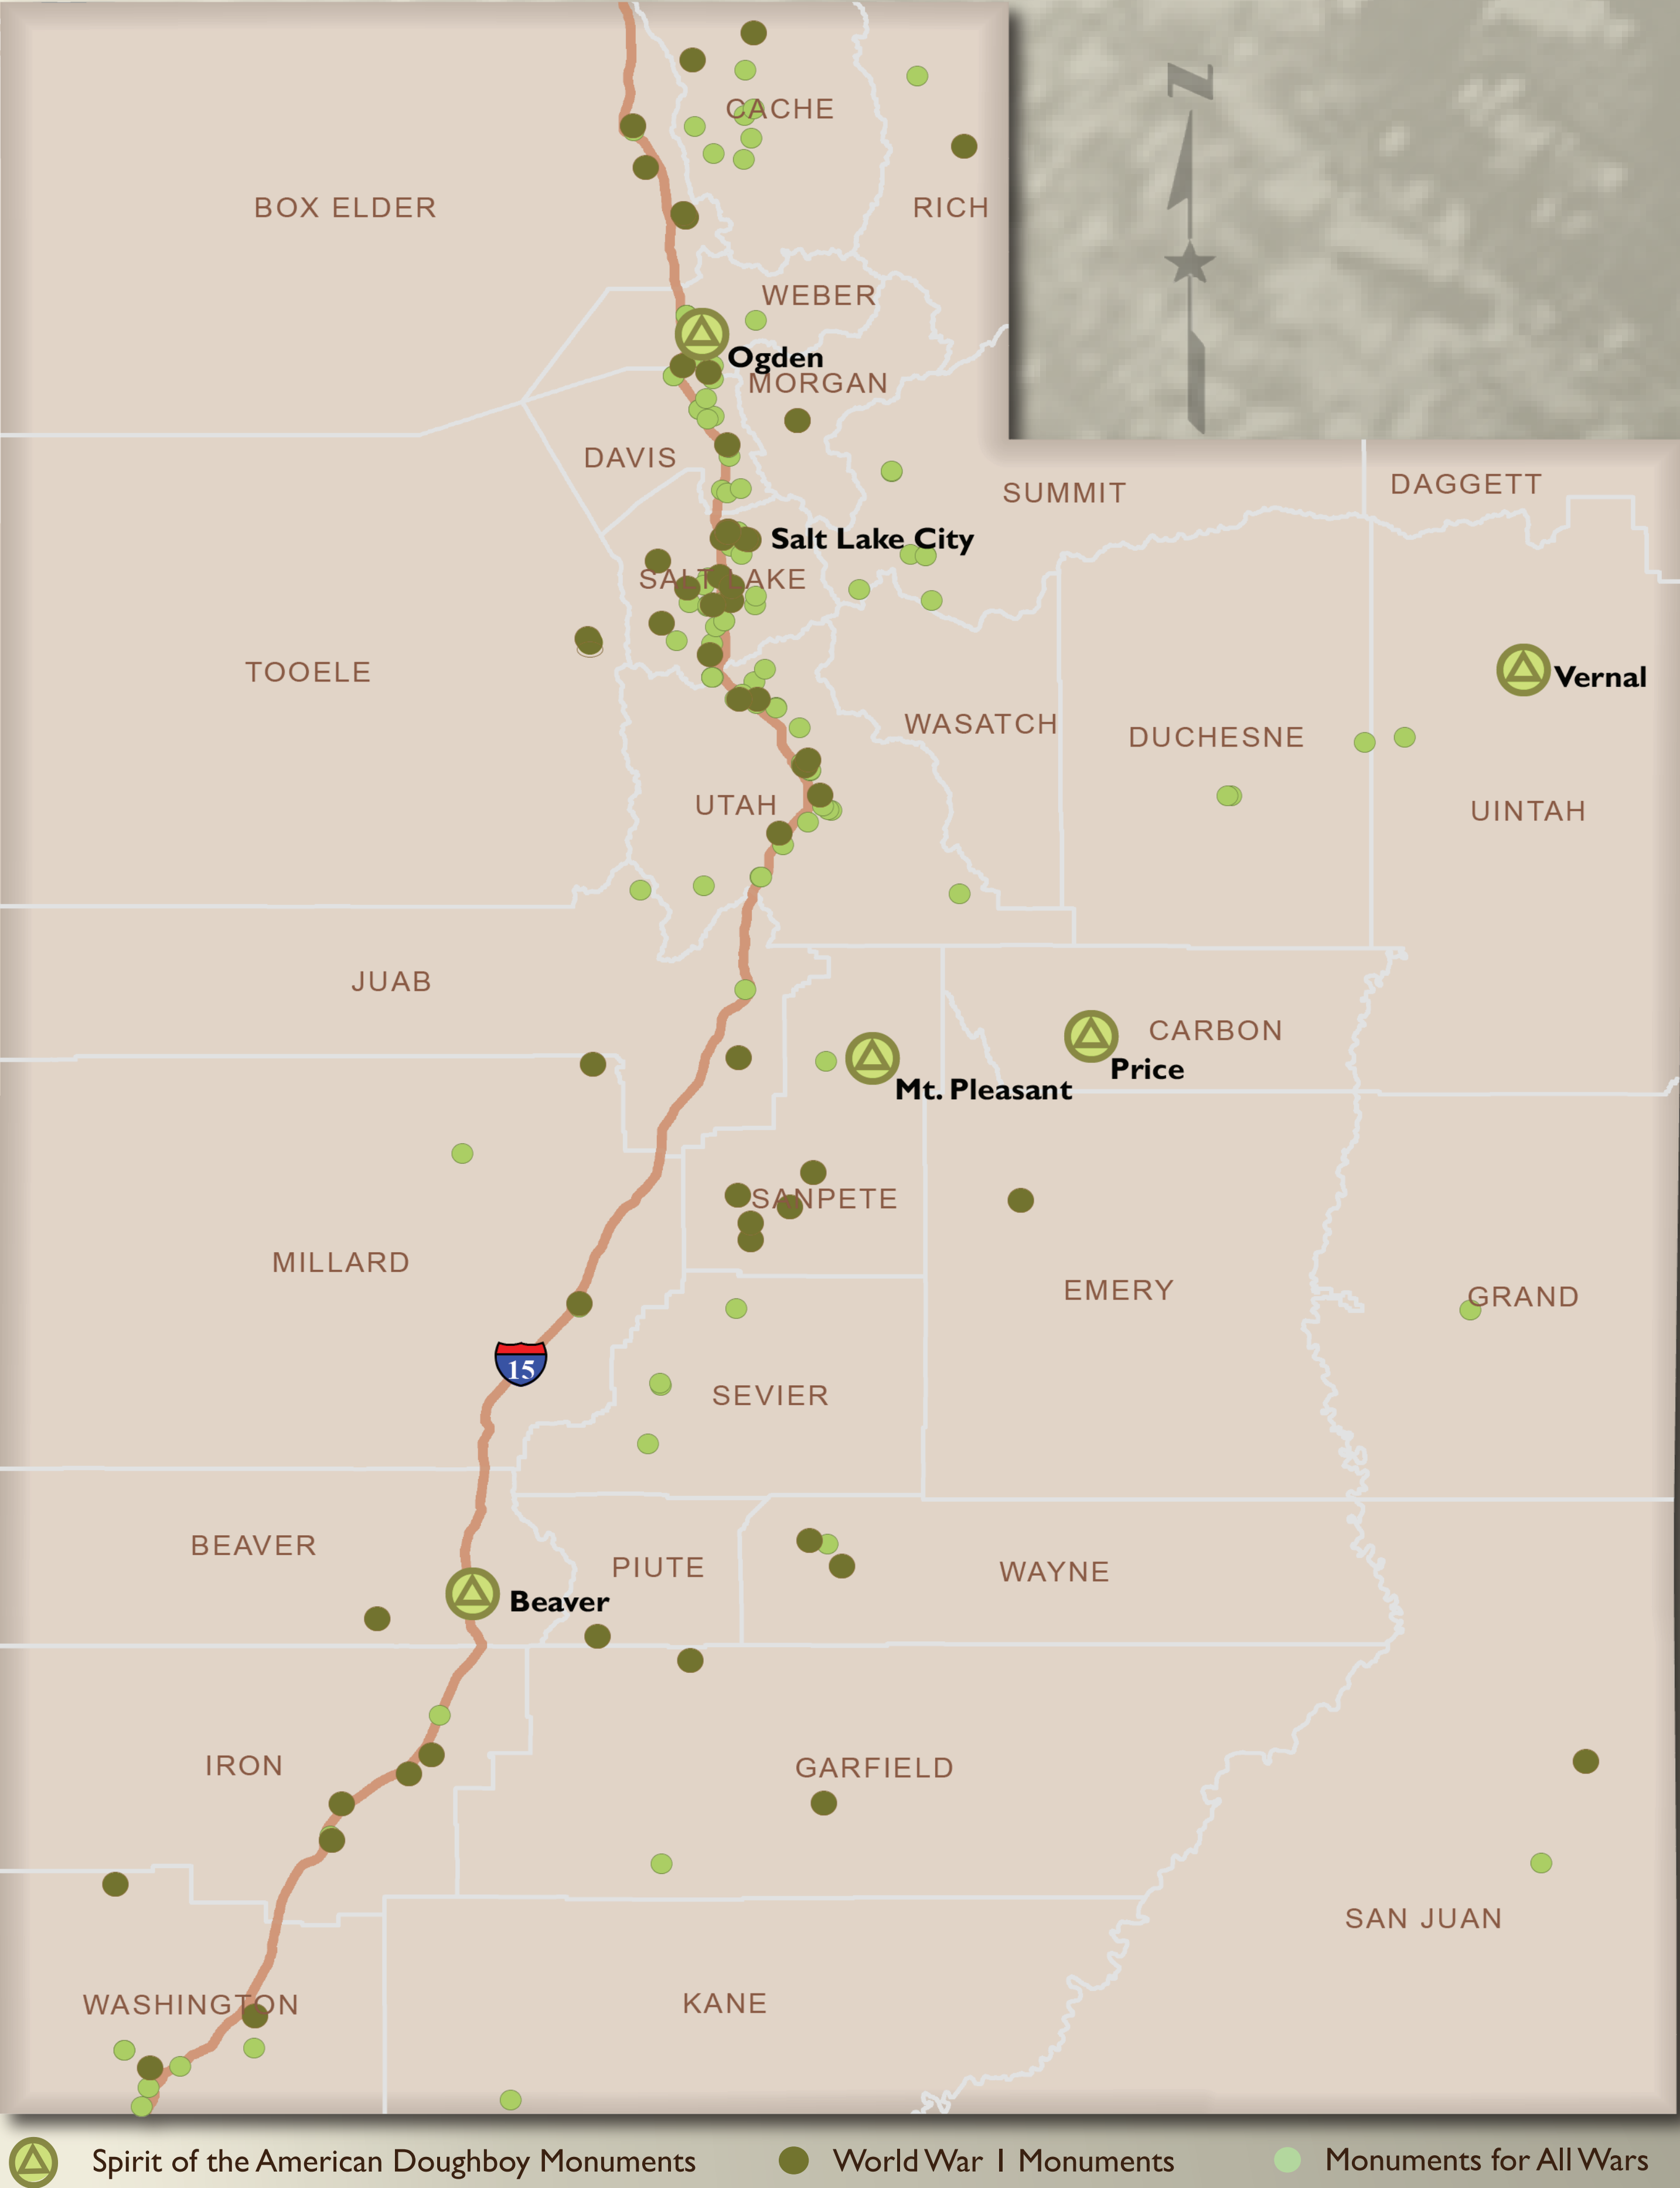 N
CACHE
BOX ELDER
RICH
WEBER
Ogden
MORGAN
DAVIS
SUMMIT
DAGGETT
Salt Lake City
SALT LAKE
TOOELE
Vernal
WASATCH
DUCHESNE
UTAH
UINTAH
JUAB
CARBON
Price
Mt. Pleasant
SANPETE
MILLARD
EMERY
GRAND
15
SEVIER
BEAVER
PIUTE
WAYNE
Beaver
IRON
GARFIELD
SAN JUAN
WASHINGTON
KANE
Spirit of the American Doughboy Monuments
World War I Monuments
Monuments for All Wars